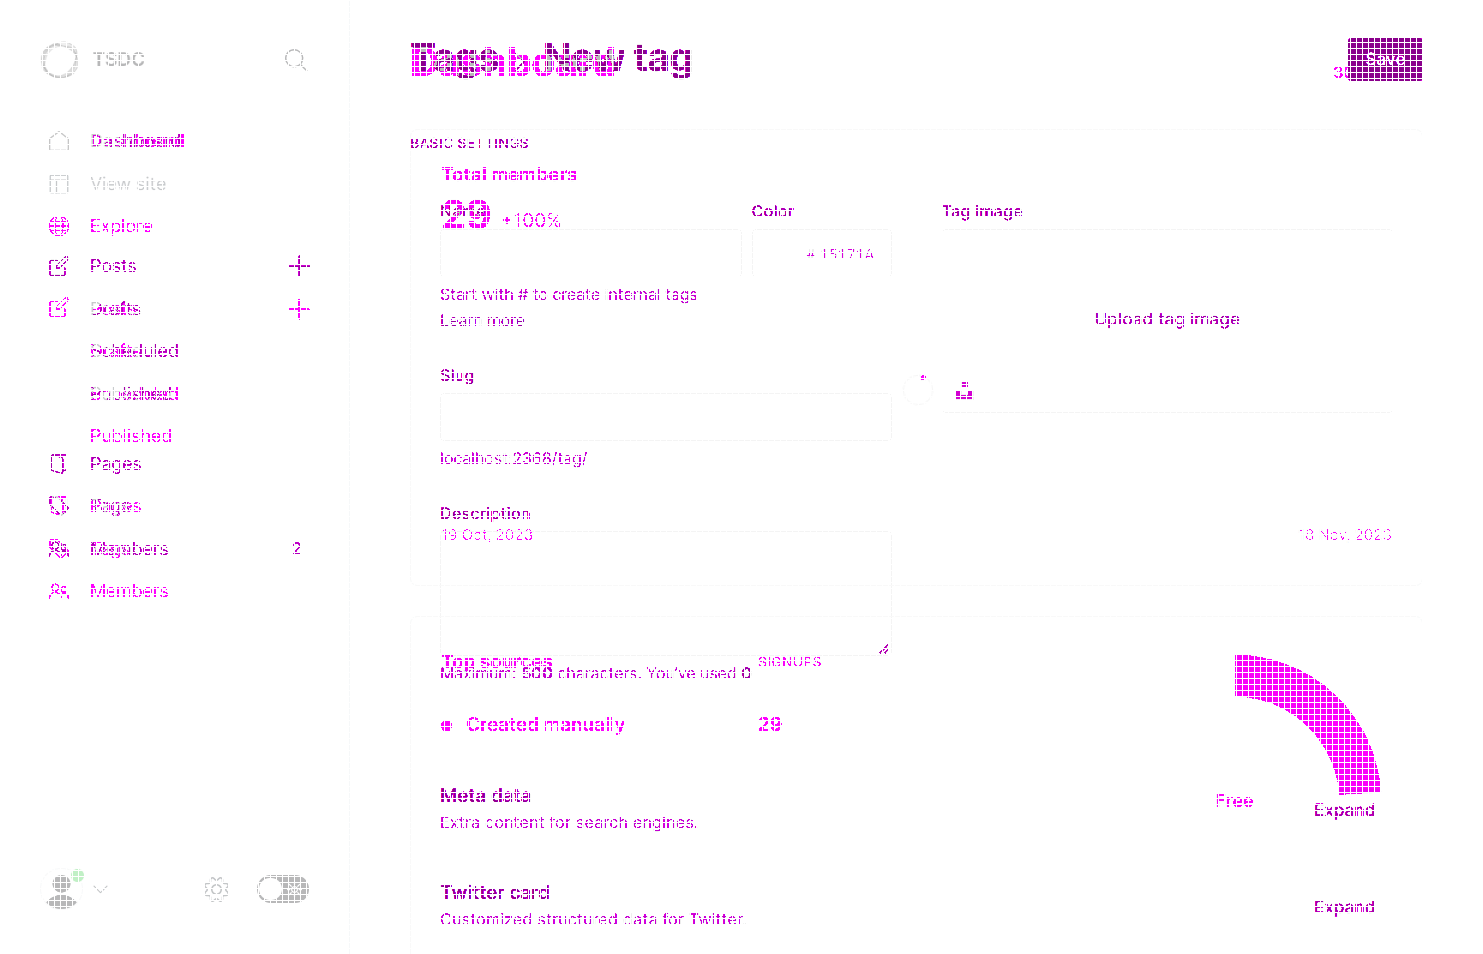 TSDC
Tags
New tag
Save
Dashboard
View site
Explore
Posts
Scheduled
Published
Published
Pages
Pages
Members 2
Members
BASIC SETTINGS
Total members
29 +100%
Color
Tag image
#15171A
Start with # to create internal tags
Learn more
Upload tag image
Slug
localhost:2368/tag/
Description
19 Oct, 2023
18 Nov, 2023
Top sources
SIGNUPS
Maximum: 500 characters. You've used 0
Created manually 29
Meta data
Extra content for search engines.
Free
Expand
Twitter card
Customized structured data for Twitter
Expand